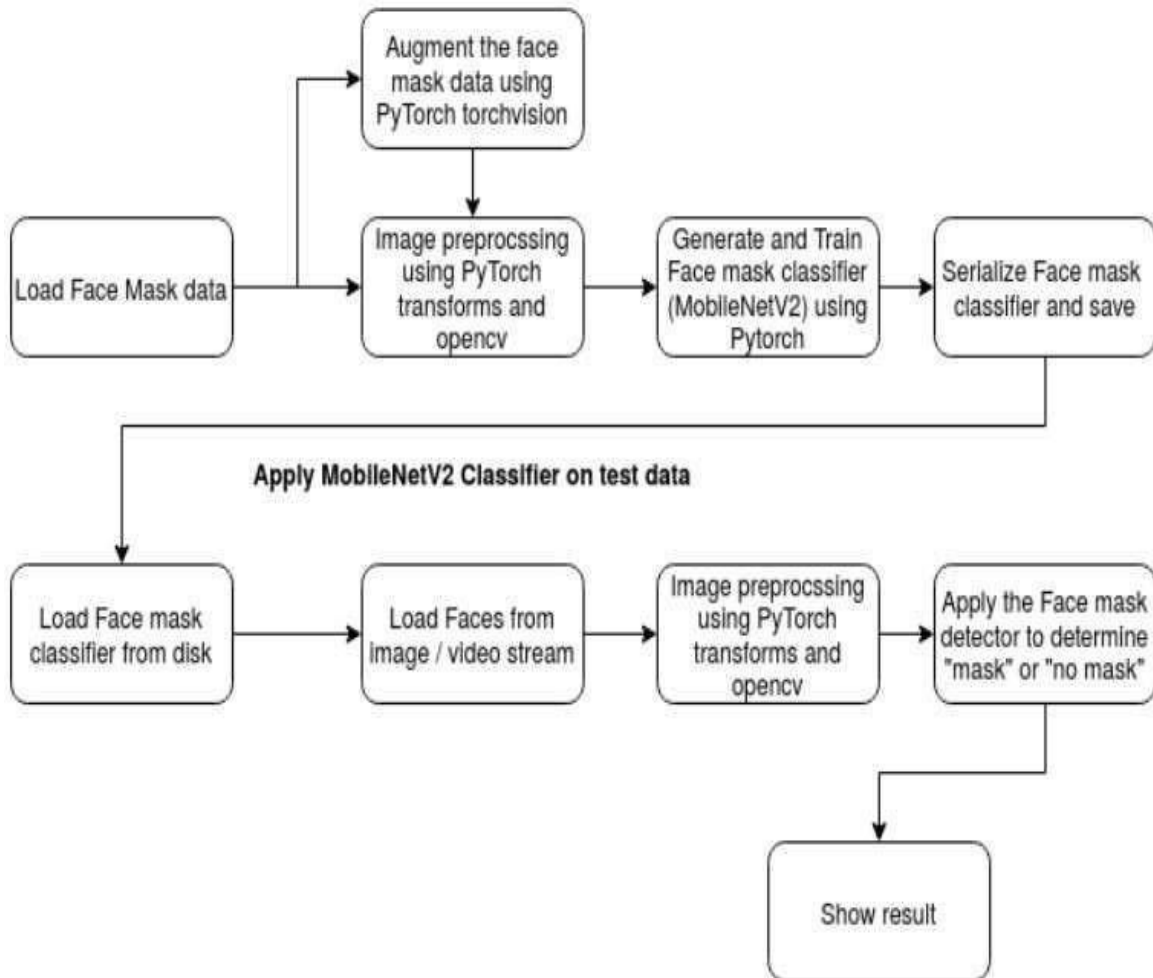 Augment the face
mask data using
PyTorch torchvision
Load Face Mask data
Image preprocssing
using PyTorch
transforms and
opencv
Generate and Train
Face mask classifier
(MobileNetV2) using
Pytorch
Serialize Face mask
classifier and save
Apply MobileNetV2 Classifier on test data
Load Face mask
classifier from disk
Load Faces from
image / video stream
Image preprocssing
using PyTorch
transforms and
opencv
Apply the Face mask
detector to determine
"mask" or "no mask"
Show result